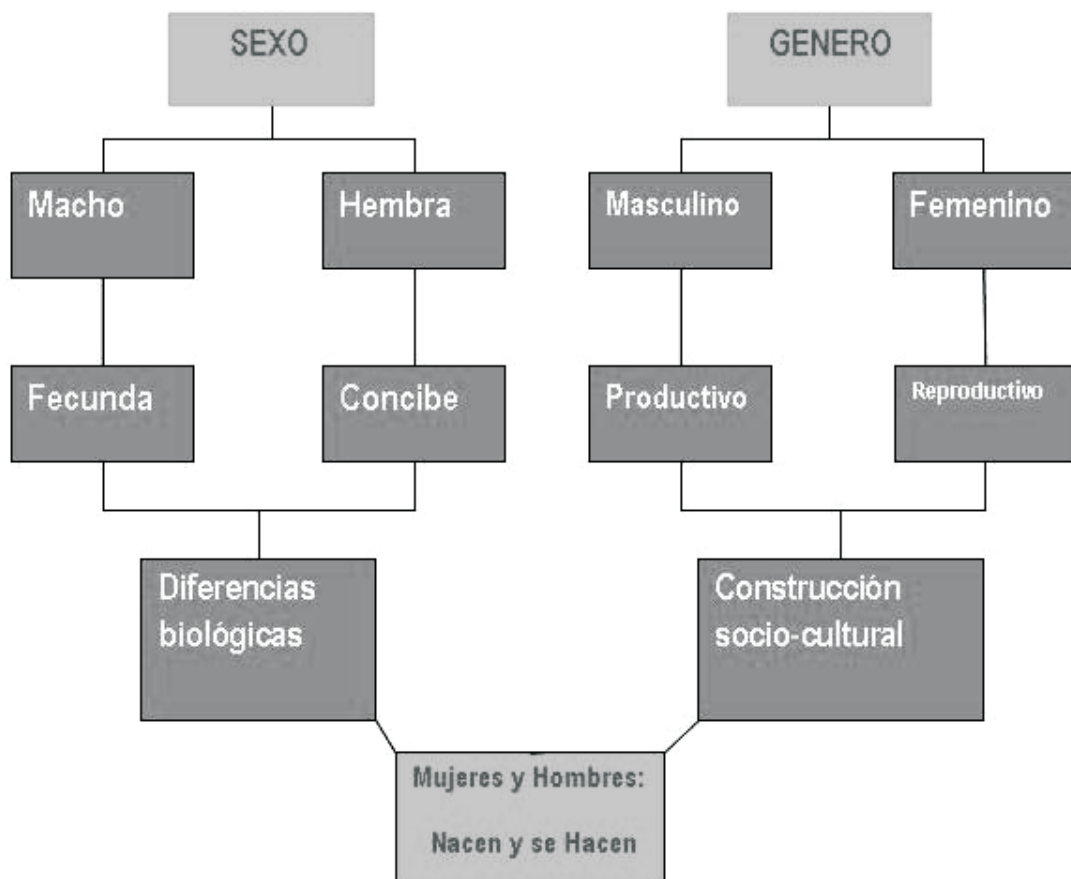 SEXO
GENERO
Macho
Hembra
Masculino
Femenino
Fecunda
Concibe
Productivo
Reproductivo
Diferencias
biológicas
Construcción
socio-cultural
Mujeres y Hombres:
Nacen y se Hacen